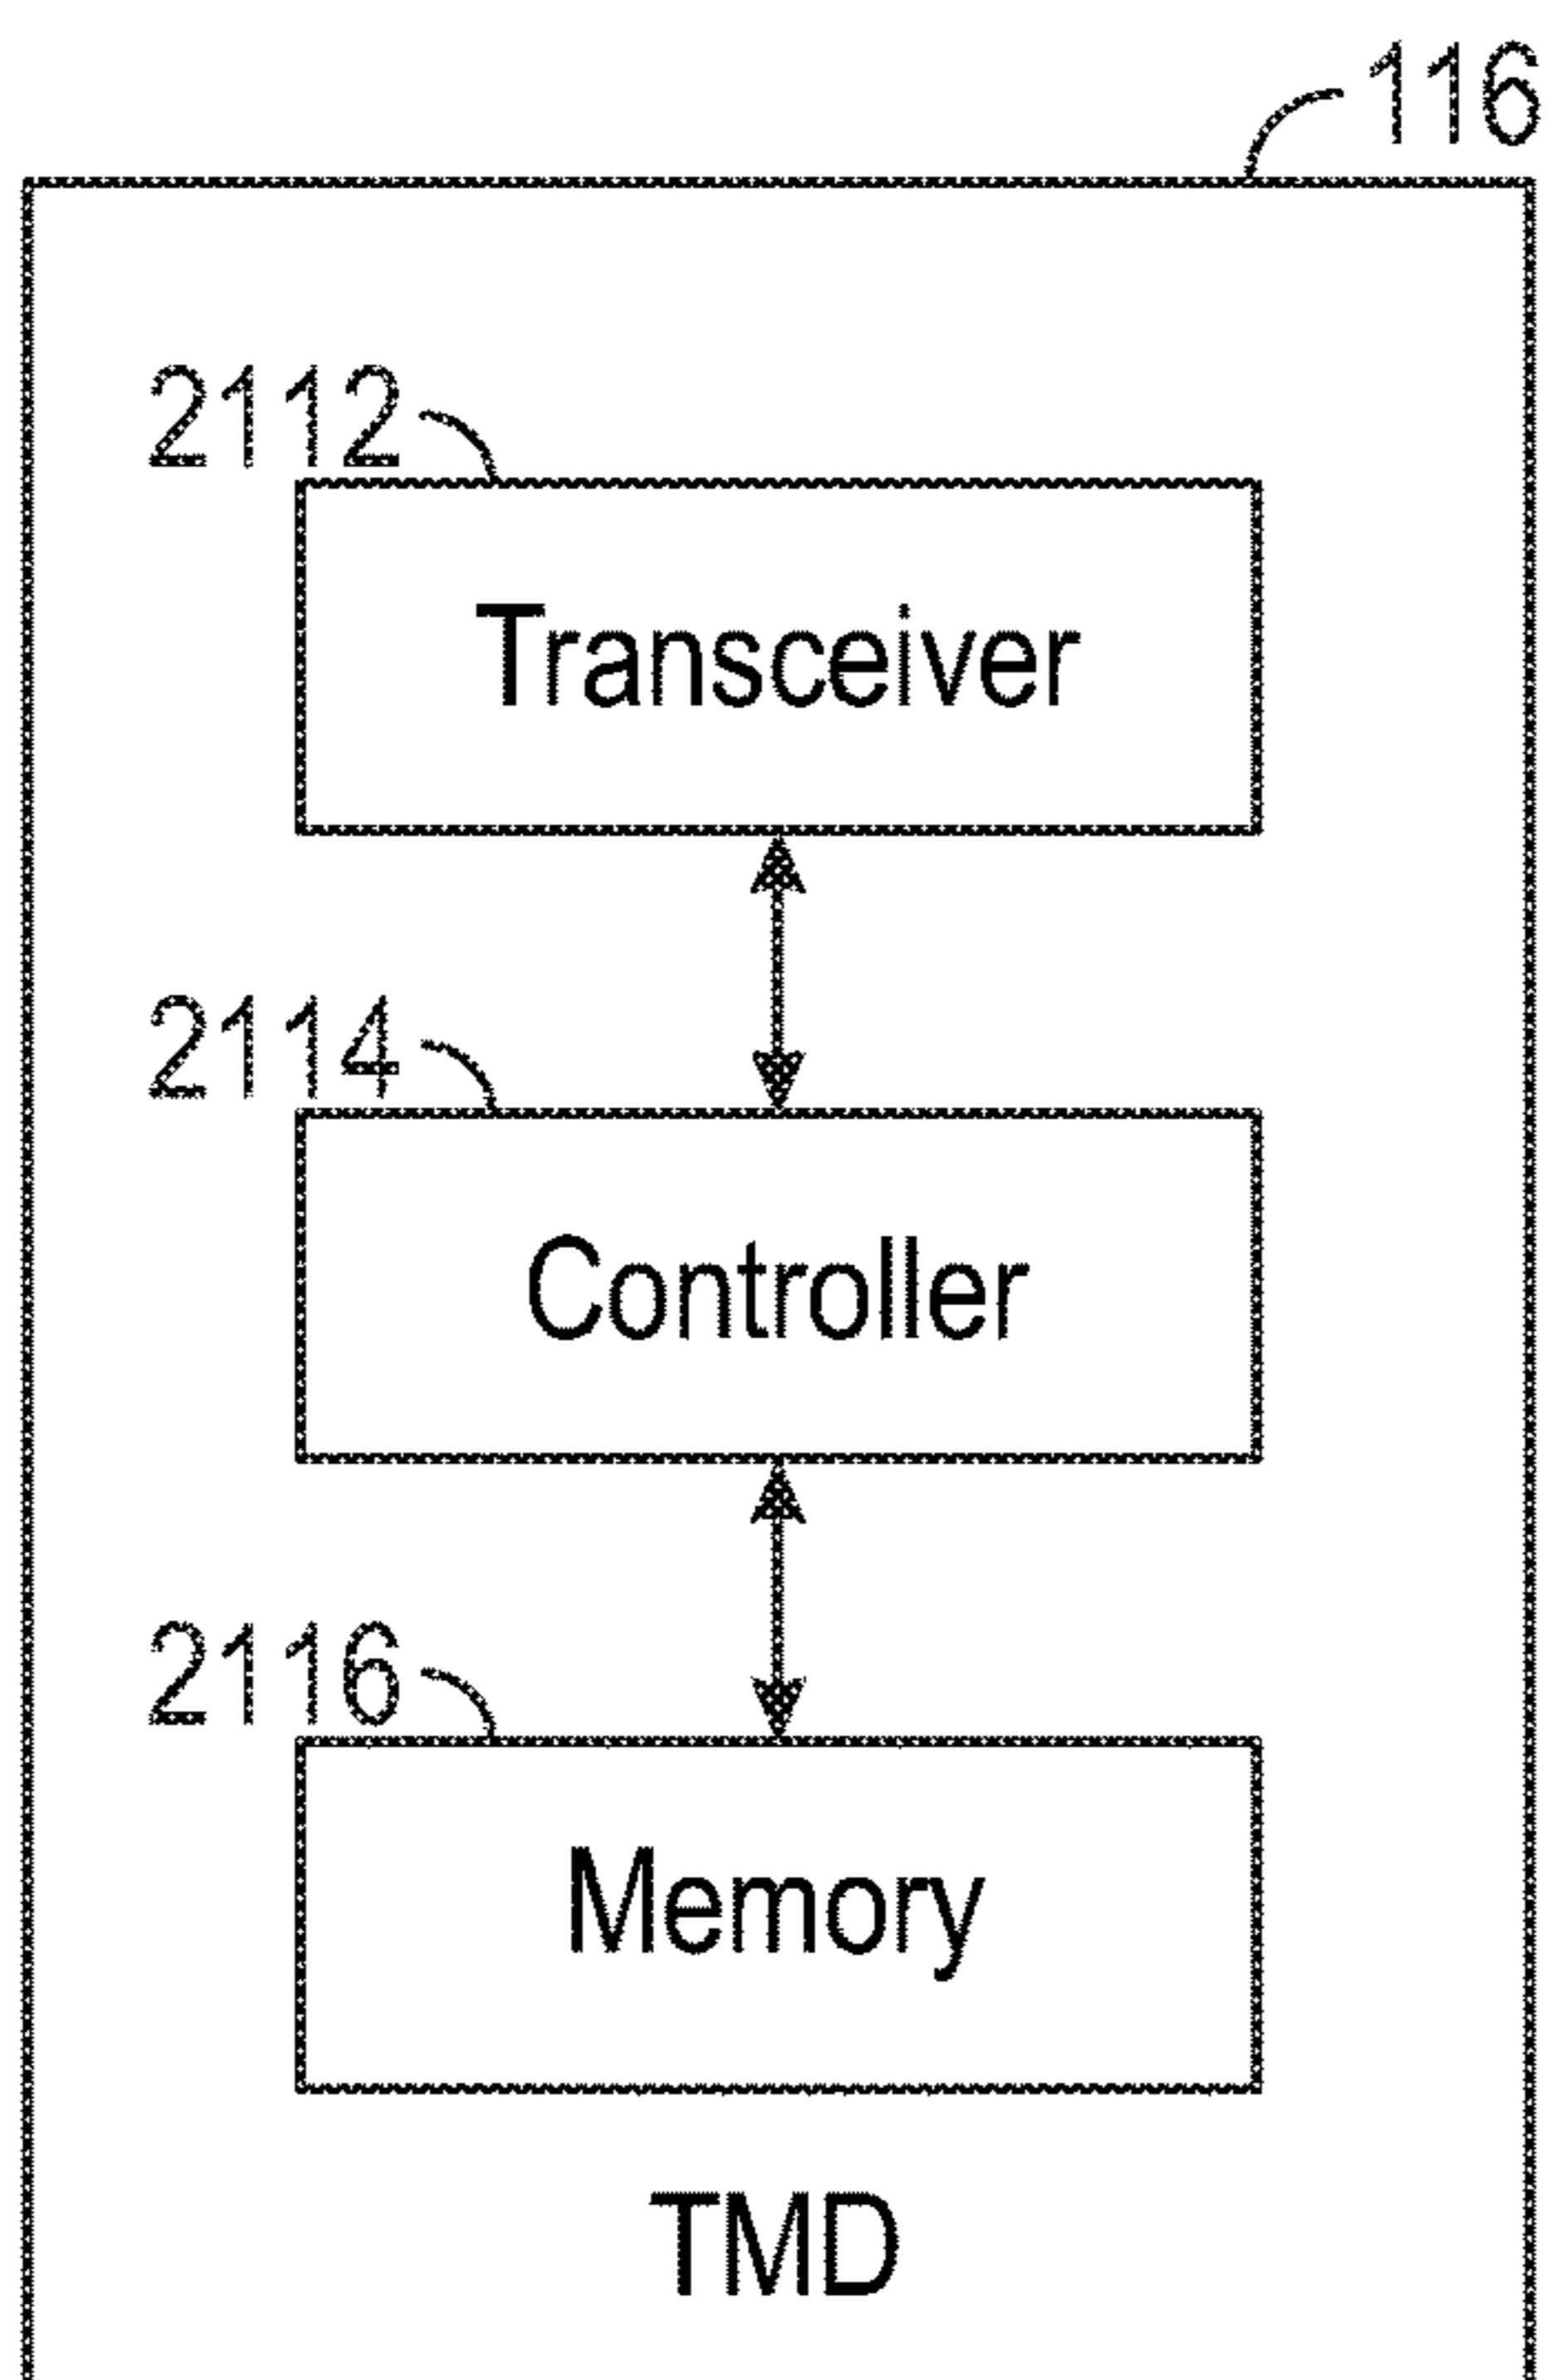 116
2112
Transceiver
2114
Controller
2116
Memory
TMD